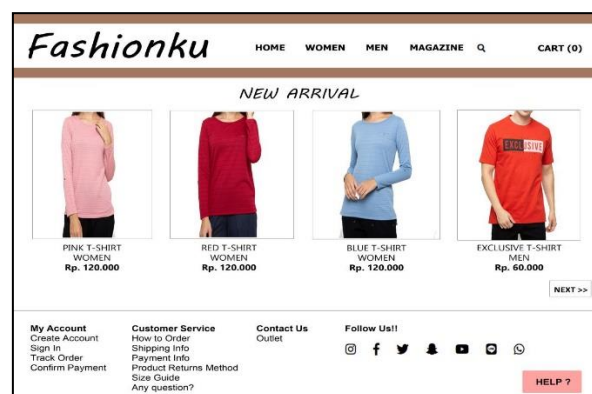 Fashionku HOME WOMEN MEN MAGAZINE CART (0)
NEW ARRIVAL
EXCLUSIVE
PINK T-SHIRT
WOMEN
Rp. 120.000
RED T-SHIRT
WOMEN
Rp. 120.000
BLUE T-SHIRT
WOMEN
Rp. 120.000
EXCLUSIVE T-SHIRT
MEN
Rp. 60.000
NEXT >>
My Account
Create Account
Sign In
Track Order
Confirm Payment
Customer Service
How to Order
Shipping Info
Payment Info
Product Returns Method
Size Guide
Any question?
Contact Us
Outlet
Follow Us!!
HELP ?